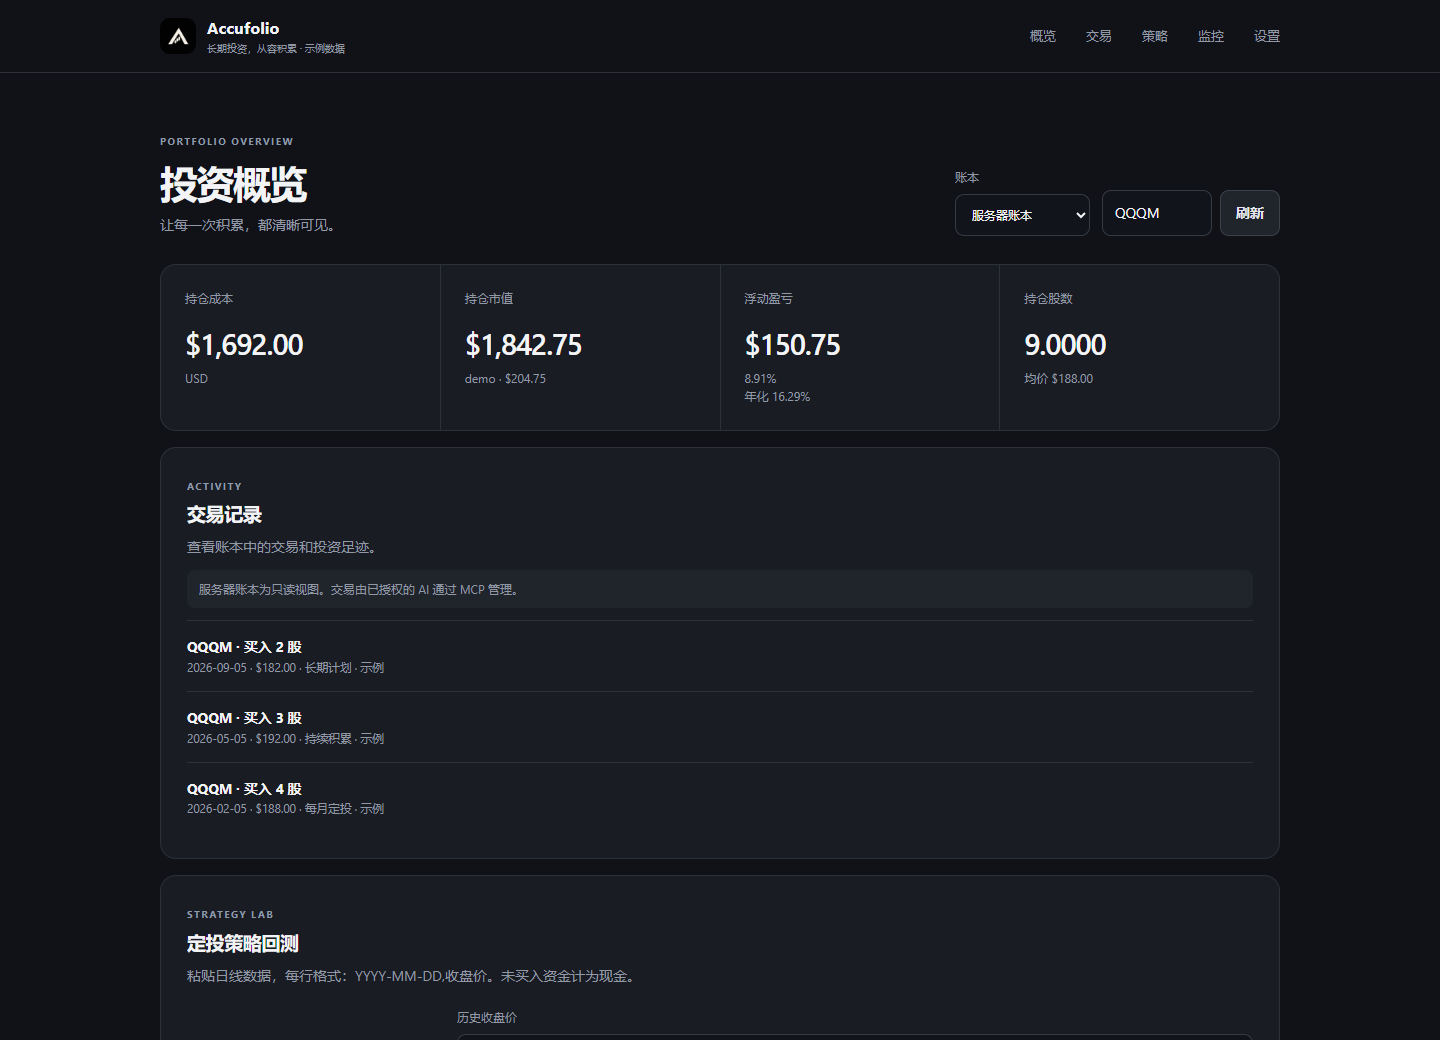 Accufolio
长期投资，从容积累 · 示例数据
概览 交易 策略 监控 设置
PORTFOLIO OVERVIEW
投资概览
让每一次积累，都清晰可见。
账本
服务器账本 QQQM 刷新
持仓成本 持仓市值 浮动盈亏 持仓股数
$1,692.00 $1,842.75 $150.75 9.0000
USD demo · $204.75 8.91% 均价 $188.00
年化 16.29%
ACTIVITY
交易记录
查看账本中的交易和投资足迹。
服务器账本为只读视图。交易由已授权的 AI 通过 MCP 管理。
QQQM · 买入 2 股
2026-09-05 · $182.00 · 长期计划 · 示例
QQQM · 买入 3 股
2026-05-05 · $192.00 · 持续积累 · 示例
QQQM · 买入 4 股
2026-02-05 · $188.00 · 每月定投 · 示例
STRATEGY LAB
定投策略回测
粘贴日线数据，每行格式：YYYY-MM-DD,收盘价。未买入资金计为现金。
历史收盘价